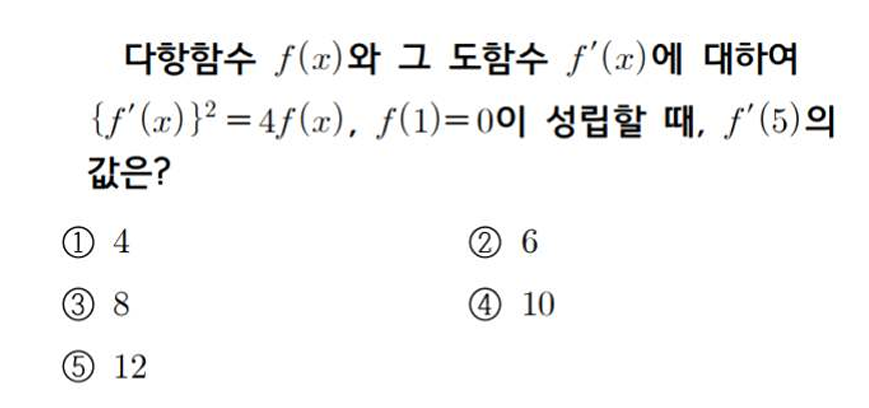 다항함수 f(x)와 그 도함수 f′(x)에 대하여
{f′(x)}² = 4f(x), f(1)=0이 성립할 때, f′(5)의
값은?
① 4 ② 6
③ 8 ④ 10
⑤ 12